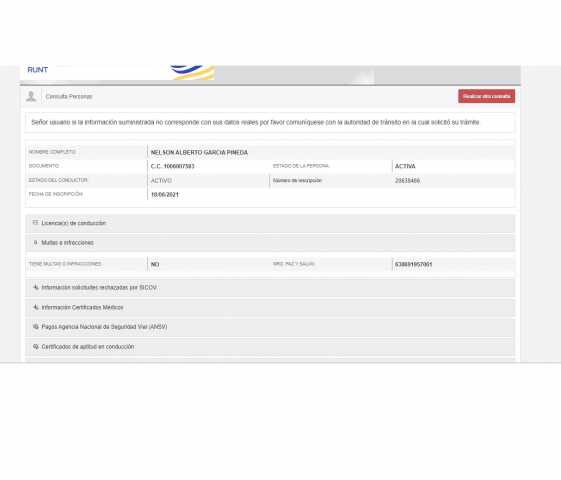 RUNT
Consulta Personas
Realizar otra consulta
Señor usuario si la información suministrada no corresponde con sus datos reales por favor comuníquese con la autoridad de tránsito en la cual solicitó su trámite.
NOMBRE COMPLETO: NELSON ALBERTO GARCIA PINEDA
DOCUMENTO: C.C. 1006007583 ESTADO DE LA PERSONA: ACTIVA
ESTADO DEL CONDUCTOR: ACTIVO Número de inscripción: 20638466
FECHA DE INSCRIPCIÓN: 18/06/2021
Licencia(s) de conducción
Multas e infracciones
TIENE MULTAS O INFRACCIONES: NO NRO. PAZ Y SALVO: 638691957061
Información solicitudes rechazadas por SICOV
Información Certificados Médicos
Pagos Agencia Nacional de Seguridad Vial (ANSV)
Certificados de aptitud en conducción